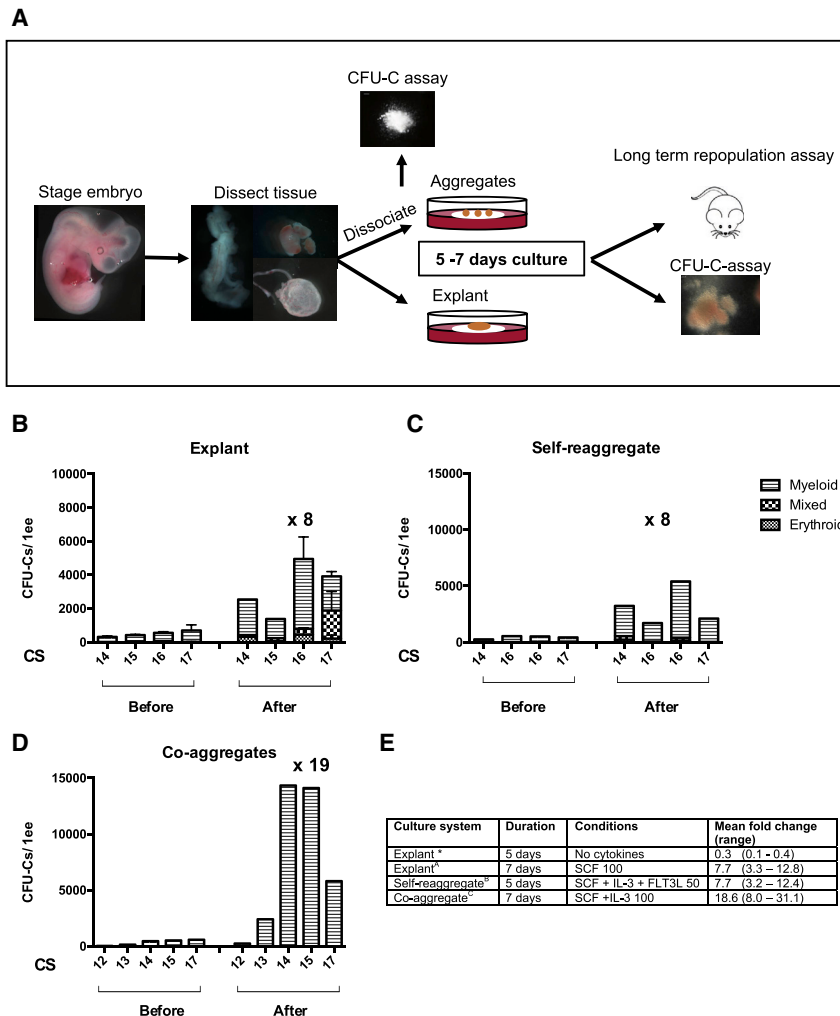 A
CFU-C assay
Long term repopulation assay
Stage embryo
Dissect tissue
Aggregates
Dissociate
5 -7 days culture
CFU-C-assay
Explant
B
Explant
CFU-Cs/ 1ee
10000
8000
6000
4000
2000
0
x 8
CS
14 15 16 17 14 15 16 17
Before After
C
Self-reaggregate
CFU-Cs/ 1ee
15000
10000
5000
0
x 8
Myeloid
Mixed
Erythroid
CS
14 16 16 17 14 16 16 17
Before After
D
Co-aggregates
x 19
CFU-Cs/ 1ee
15000
10000
5000
0
CS
12 13 14 15 17 12 13 14 15 17
Before After
E
Culture system Duration Conditions Mean fold change
(range)
Explant * 5 days No cytokines 0.3 (0.1 - 0.4)
Explant^A 7 days SCF 100 7.7 (3.3 – 12.8)
Self-reaggregate^B 5 days SCF + IL-3 + FLT3L 50 7.7 (3.2 – 12.4)
Co-aggregate^C 7 days SCF +IL-3 100 18.6 (8.0 – 31.1)